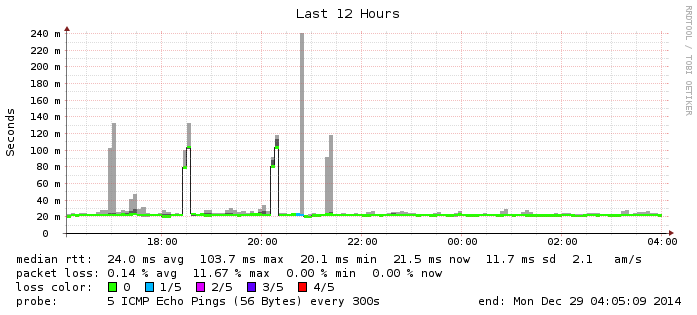 Last 12 Hours
RRDTOOL / TOBI OETIKER
Seconds
240 m
220 m
200 m
180 m
160 m
140 m
120 m
100 m
80 m
60 m
40 m
20 m
0
18:00 20:00 22:00 00:00 02:00 04:00
median rtt: 24.0 ms avg 103.7 ms max 20.1 ms min 21.5 ms now 11.7 ms sd 2.1 am/s
packet loss: 0.14 % avg 11.67 % max 0.00 % min 0.00 % now
loss color: 0 1/5 2/5 3/5 4/5
probe: 5 ICMP Echo Pings (56 Bytes) every 300s end: Mon Dec 29 04:05:09 2014